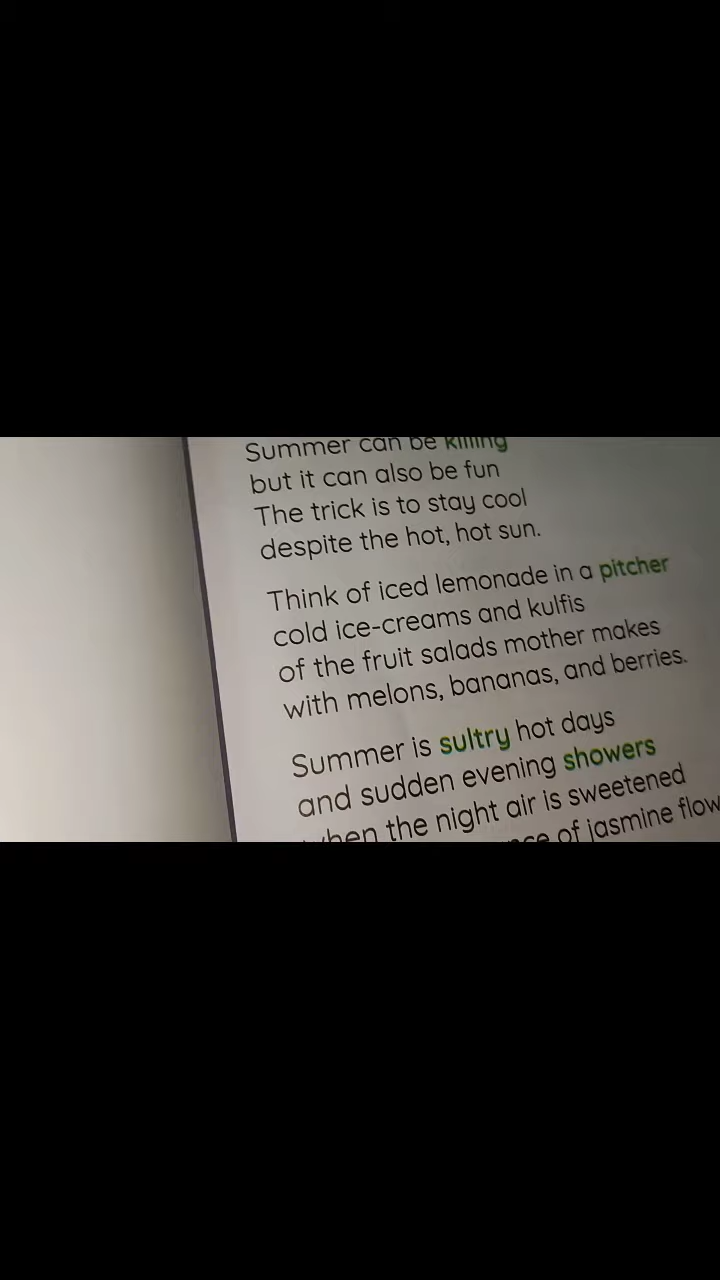 Summer can be killing
but it can also be fun
The trick is to stay cool
despite the hot, hot sun.
Think of iced lemonade in a pitcher
cold ice-creams and kulfis
of the fruit salads mother makes
with melons, bananas, and berries.
Summer is sultry hot days
and sudden evening showers
when the night air is sweetened
of jasmine